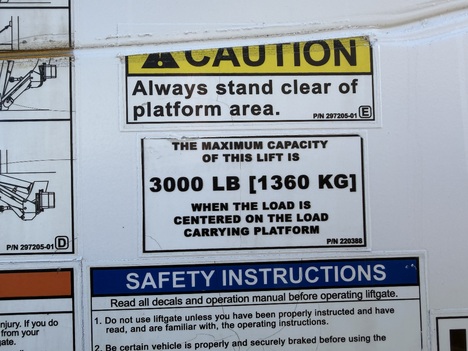 CAUTION
Always stand clear of
platform area.
P/N 297205-01 E
THE MAXIMUM CAPACITY
OF THIS LIFT IS
3000 LB [1360 KG]
WHEN THE LOAD IS
CENTERED ON THE LOAD
CARRYING PLATFORM
P/N 220388
P/N 297205-01 D
SAFETY INSTRUCTIONS
Read all decals and operation manual before operating liftgate.
1. Do not use liftgate unless you have been properly instructed and have
read, and are familiar with, the operating instructions.
2. Be certain vehicle is properly and securely braked before using the
njury. If you do
from your